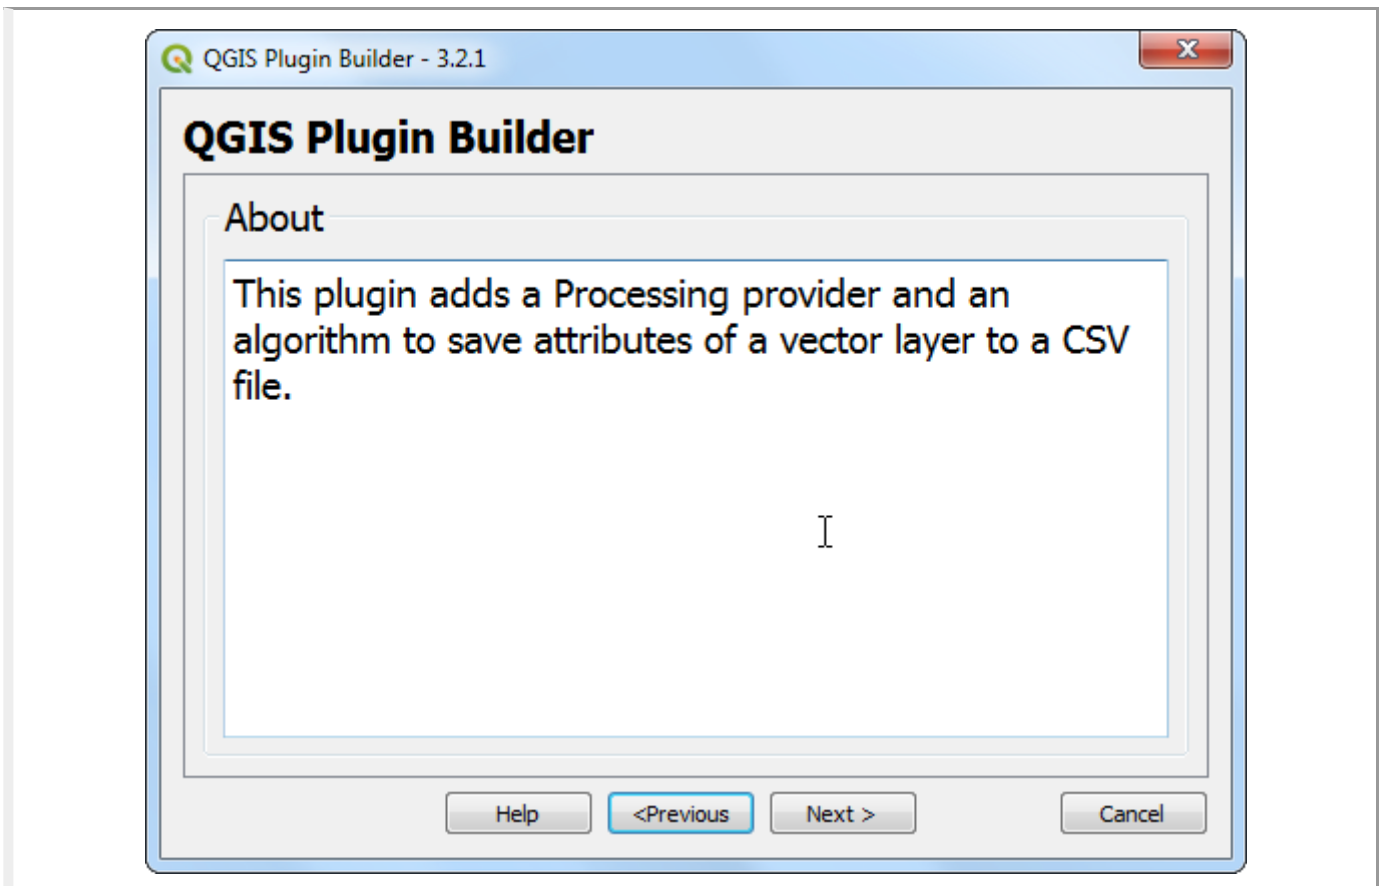 QGIS Plugin Builder - 3.2.1
x
QGIS Plugin Builder
About
This plugin adds a Processing provider and an
algorithm to save attributes of a vector layer to a CSV
file.
Help
<Previous
Next >
Cancel